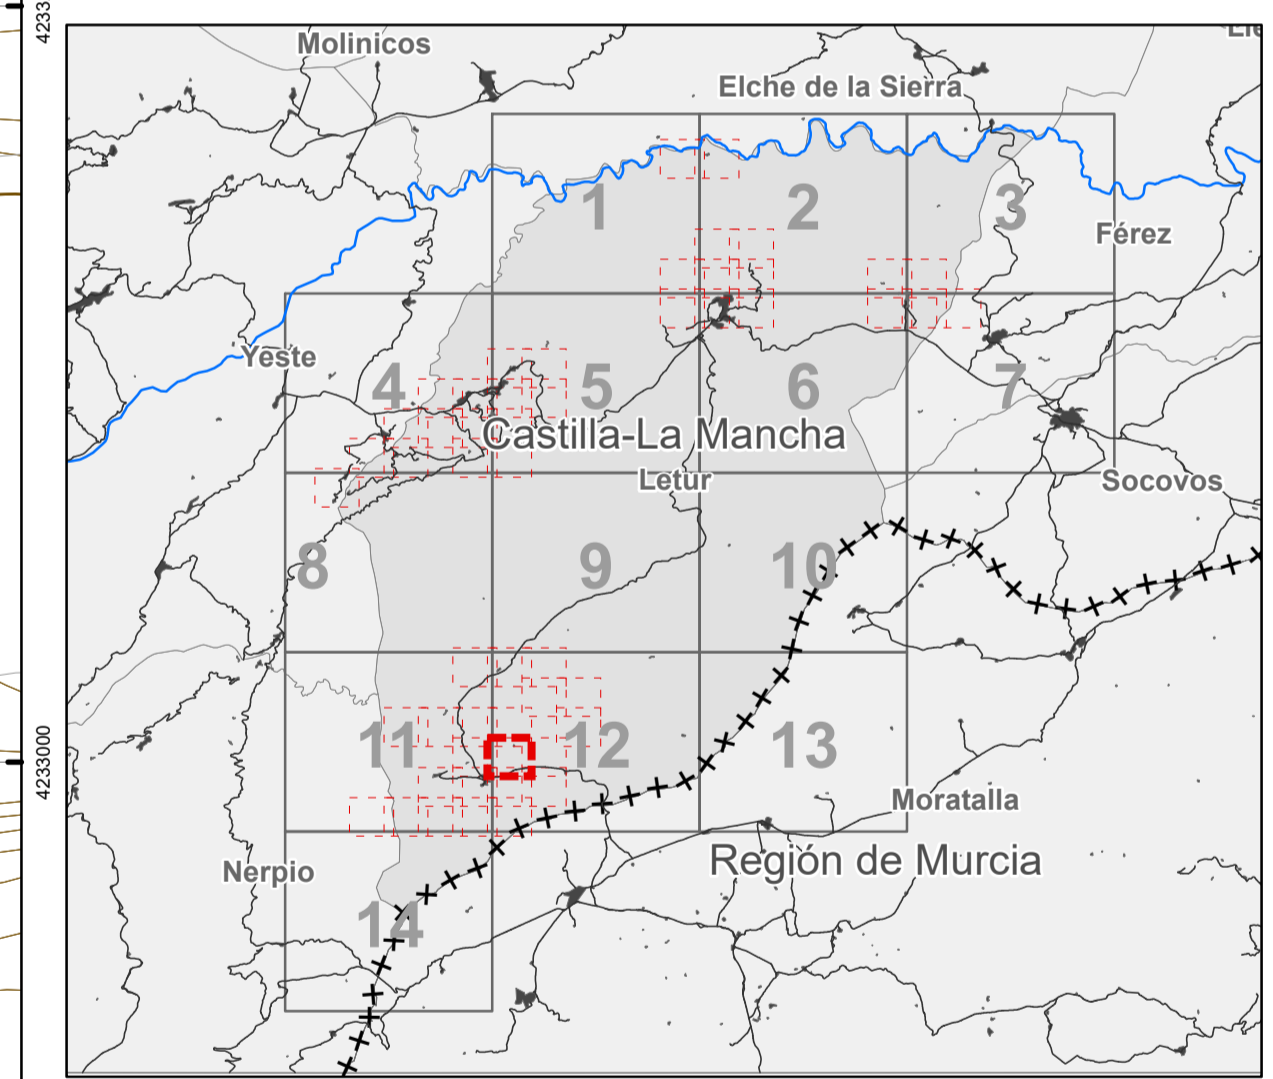 4233
Molinicos
Elche de la Sierra
1
2
3
Férez
Yeste
4
5
6
7
Castilla-La Mancha
Letur
Socovos
8
9
10
11
12
13
4233000
Moratalla
Región de Murcia
Nerpio
14